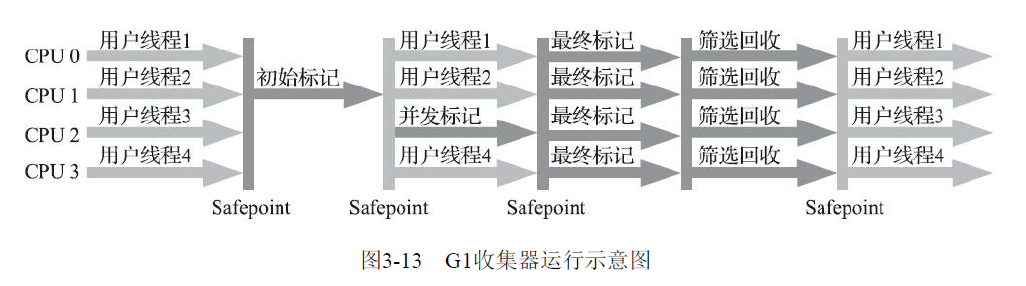 CPU 0 用户线程1 用户线程1 最终标记 筛选回收 用户线程1
CPU 1 用户线程2 初始标记 用户线程2 最终标记 筛选回收 用户线程2
CPU 2 用户线程3 并发标记 最终标记 筛选回收 用户线程3
CPU 3 用户线程4 用户线程4 最终标记 筛选回收 用户线程4
Safepoint Safepoint Safepoint Safepoint
图3-13 G1收集器运行示意图